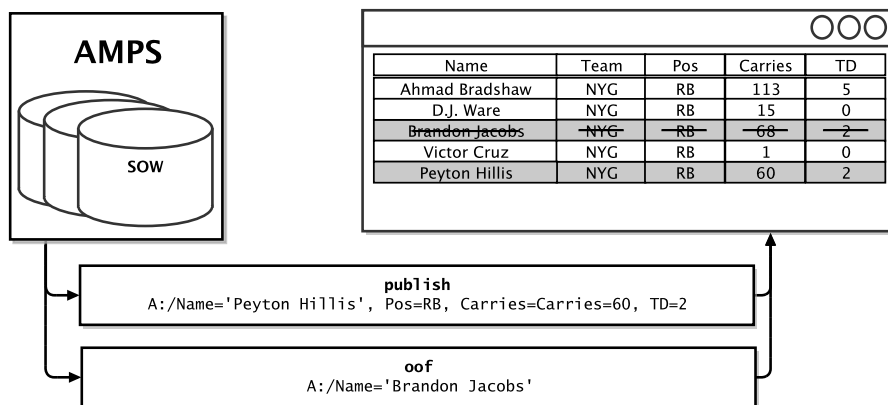 AMPS
SOW
Name Team Pos Carries TD
Ahmad Bradshaw NYG RB 113 5
D.J. Ware NYG RB 15 0
Brandon Jacobs NYG RB 68 2
Victor Cruz NYG RB 1 0
Peyton Hillis NYG RB 60 2
publish
A:/Name='Peyton Hillis', Pos=RB, Carries=Carries=60, TD=2
oof
A:/Name='Brandon Jacobs'